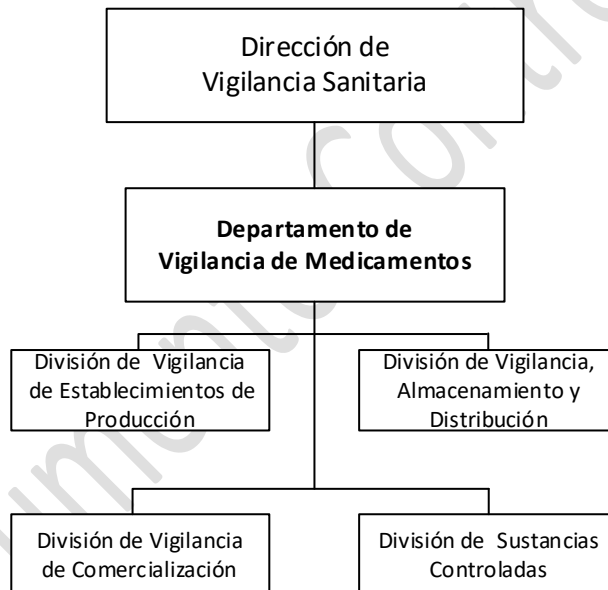 Dirección de
Vigilancia Sanitaria
Departamento de
Vigilancia de Medicamentos
División de Vigilancia
de Establecimientos de
Producción
División de Vigilancia,
Almacenamiento y
Distribución
División de Vigilancia
de Comercialización
División de Sustancias
Controladas